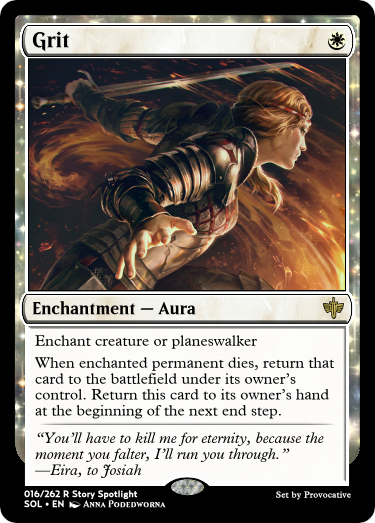 Grit
Enchantment — Aura
Enchant creature or planeswalker
When enchanted permanent dies, return that
card to the battlefield under its owner's
control. Return this card to its owner's hand
at the beginning of the next end step.
“You'll have to kill me for eternity, because the
moment you falter, I'll run you through.”
—Eira, to Josiah
016/262 R Story Spotlight
SOL • EN Anna Podedworna
Set by Provocative